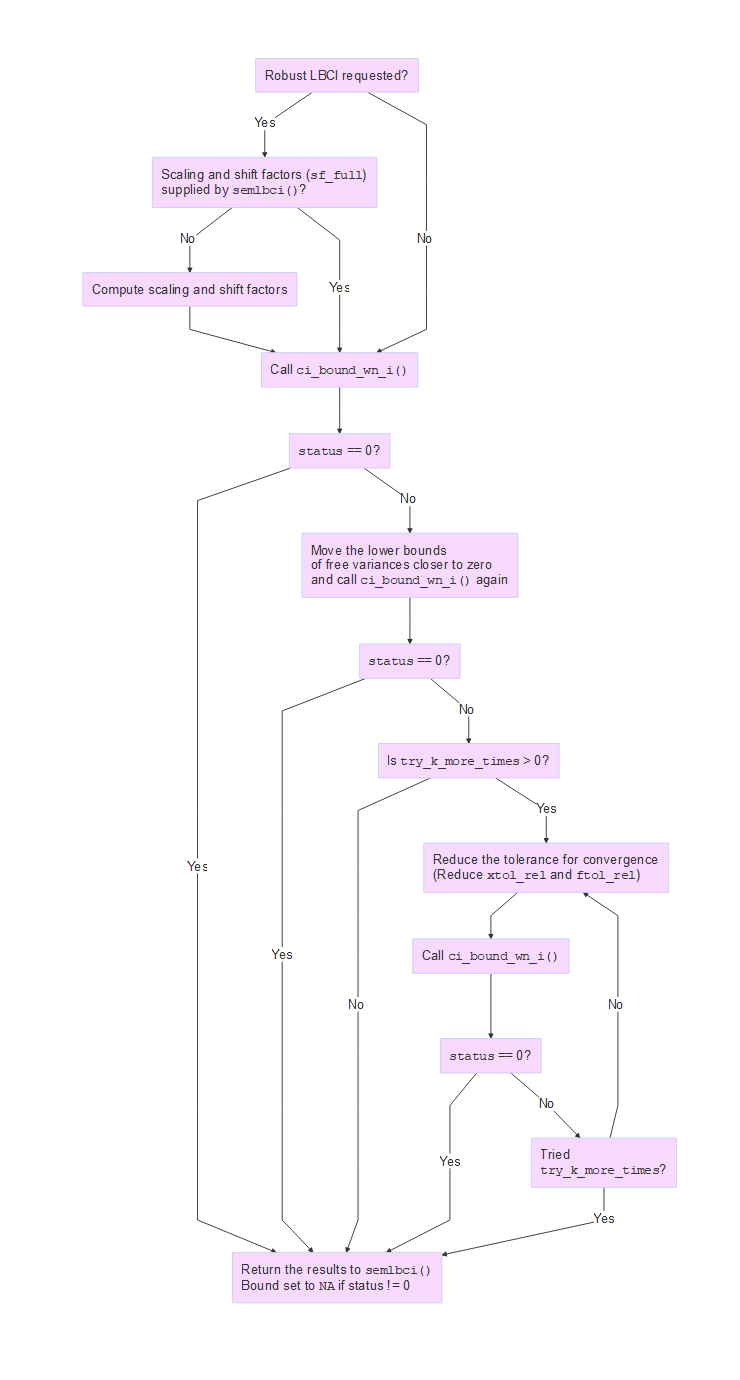 Robust LBCI requested?
Yes
Scaling and shift factors (sf_full)
supplied by semlbci()?
No
No
Yes
Compute scaling and shift factors
Call ci_bound_wn_i()
status == 0?
No
Move the lower bounds
of free variances closer to zero
and call ci_bound_wn_i() again
status == 0?
No
Is try_k_more_times > 0?
Yes
Reduce the tolerance for convergence
(Reduce xtol_rel and ftol_rel)
Yes
Yes
Call ci_bound_wn_i()
No
No
status == 0?
No
Tried
try_k_more_times?
Yes
Yes
Return the results to semlbci()
Bound set to NA if status != 0